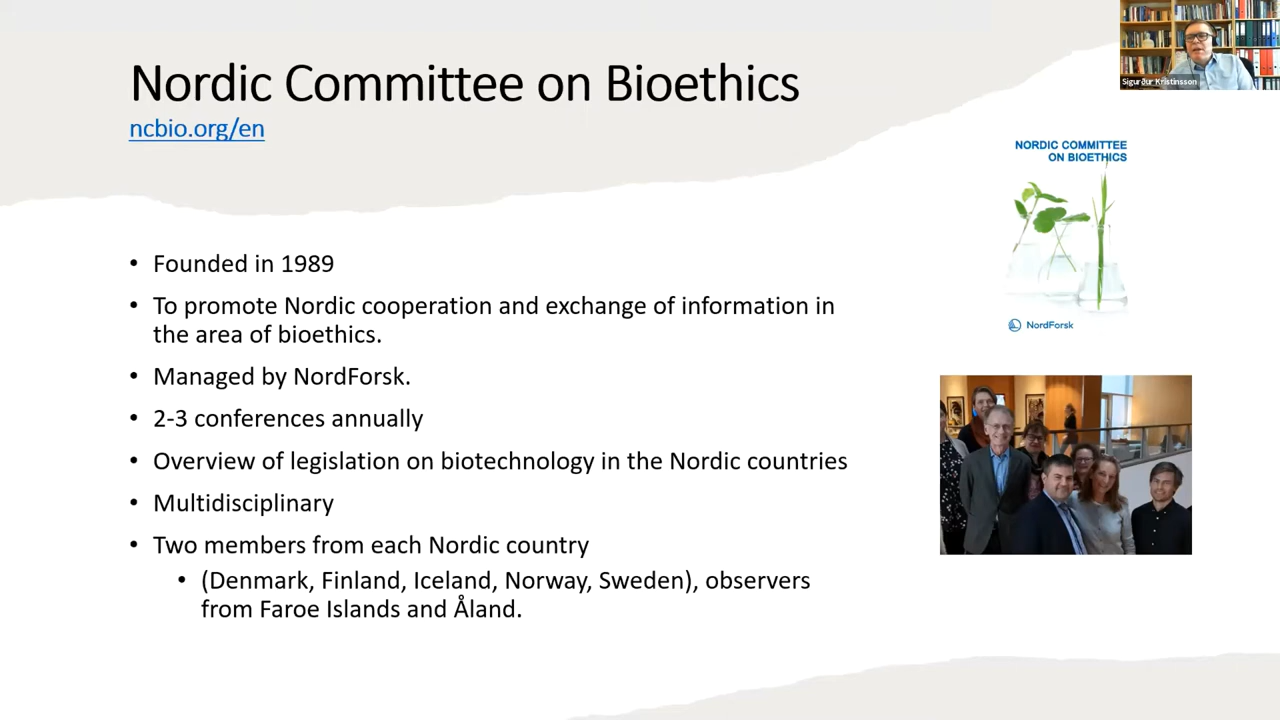 Nordic Committee on Bioethics
ncbio.org/en
Sigurður Kristinsson
NORDIC COMMITTEE
ON BIOETHICS
NordForsk
• Founded in 1989
• To promote Nordic cooperation and exchange of information in
the area of bioethics.
• Managed by NordForsk.
• 2-3 conferences annually
• Overview of legislation on biotechnology in the Nordic countries
• Multidisciplinary
• Two members from each Nordic country
• (Denmark, Finland, Iceland, Norway, Sweden), observers
from Faroe Islands and Åland.